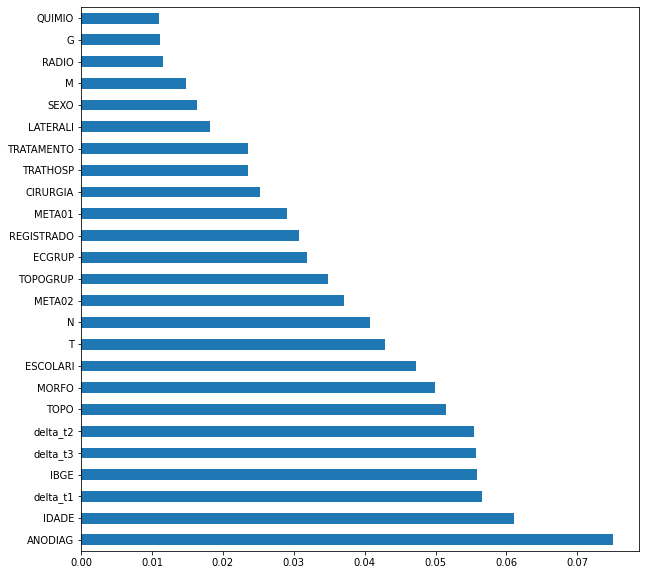 QUIMIO
G
RADIO
M
SEXO
LATERALI
TRATAMENTO
TRATHOSP
CIRURGIA
META01
REGISTRADO
ECGRUP
TOPOGRUP
META02
N
T
ESCOLARI
MORFO
TOPO
delta_t2
delta_t3
IBGE
delta_t1
IDADE
ANODIAG
0.00 0.01 0.02 0.03 0.04 0.05 0.06 0.07